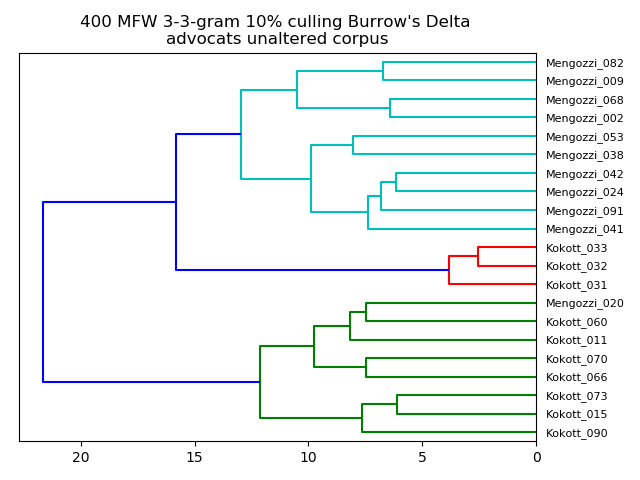 400 MFW 3-3-gram 10% culling Burrow's Delta
advocats unaltered corpus
Mengozzi_082
Mengozzi_009
Mengozzi_068
Mengozzi_002
Mengozzi_053
Mengozzi_038
Mengozzi_042
Mengozzi_024
Mengozzi_091
Mengozzi_041
Kokott_033
Kokott_032
Kokott_031
Mengozzi_020
Kokott_060
Kokott_011
Kokott_070
Kokott_066
Kokott_073
Kokott_015
Kokott_090
20 15 10 5 0